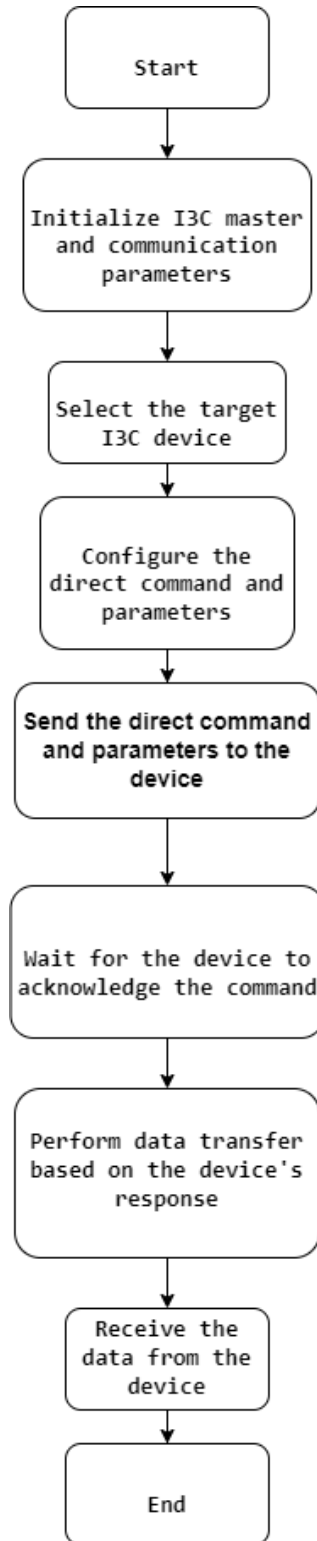 Start
Initialize I3C master
and communication
parameters
Select the target
I3C device
Configure the
direct command and
parameters
Send the direct command
and parameters to the
device
Wait for the device to
acknowledge the command
Perform data transfer
based on the device's
response
Receive the
data from the
device
End